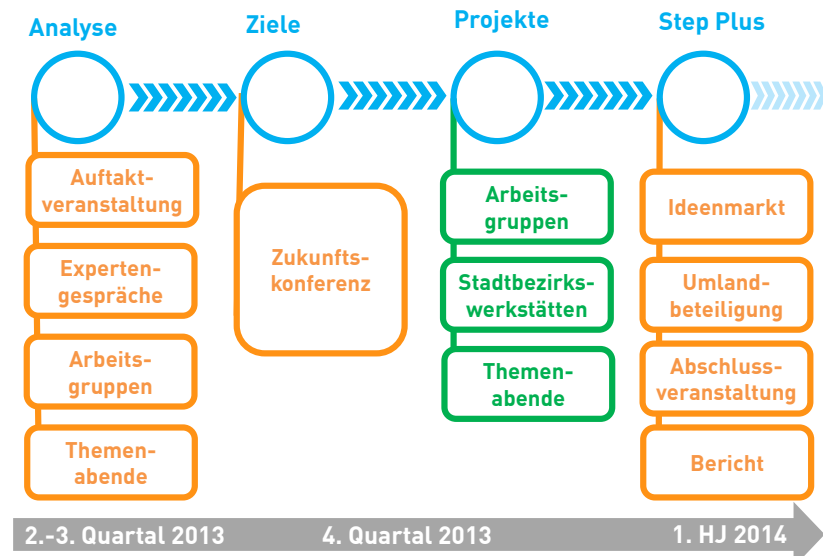 Analyse
Ziele
Projekte
Step Plus
Auftakt-
veranstaltung
Experten-
gespräche
Arbeits-
gruppen
Themen-
abende
Zukunfts-
konferenz
Arbeits-
gruppen
Stadtbezirks-
werkstätten
Themen-
abende
Ideenmarkt
Umland-
beteiligung
Abschluss-
veranstaltung
Bericht
2.-3. Quartal 2013
4. Quartal 2013
1. HJ 2014